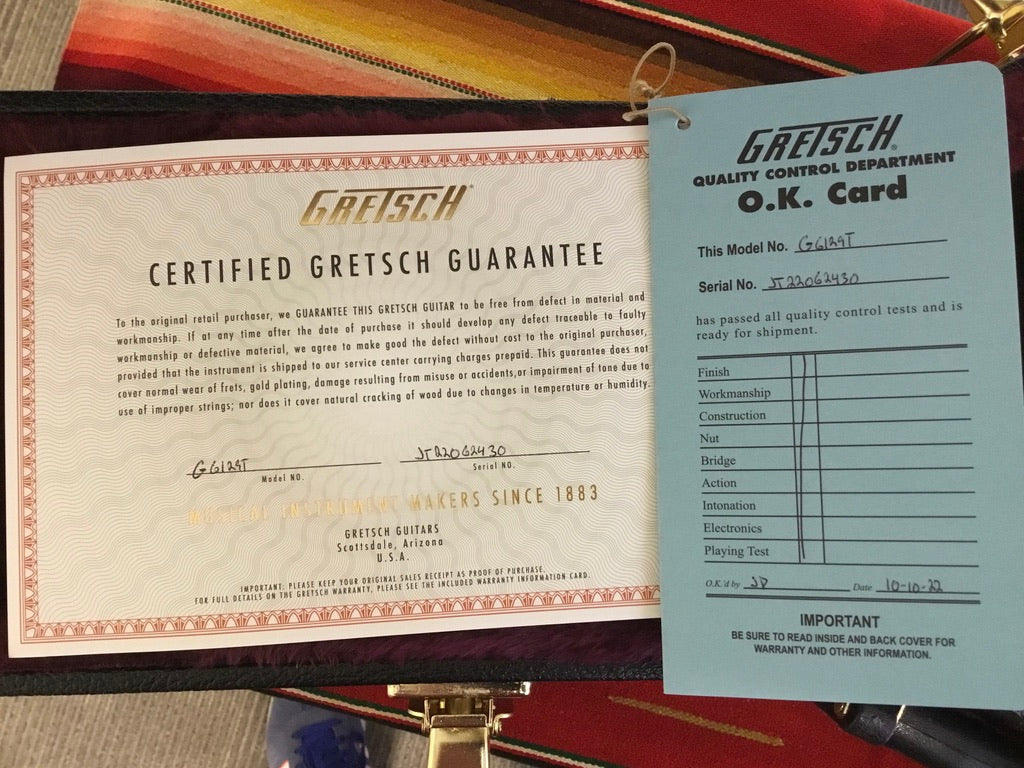 GRETSCH
CERTIFIED GRETSCH GUARANTEE
To the original retail purchaser, we GUARANTEE THIS GRETSCH GUITAR to be free from defect in material and
workmanship. If at any time after the date of purchase it should develop any defect traceable to faulty
workmanship or defective material, we agree to make good the defect without cost to the original purchaser,
provided that the instrument is shipped to our service center carrying charges prepaid. This guarantee does not
cover normal wear of frets, gold plating, damage resulting from misuse or accidents,or impairment of tone due to
use of improper strings; nor does it cover natural cracking of wood due to changes in temperature or humidity.
G6129T JT22062430
Model NO. Serial NO.
MUSICAL INSTRUMENT MAKERS SINCE 1883
GRETSCH GUITARS
Scottsdale, Arizona
U.S.A.
IMPORTANT: PLEASE KEEP YOUR ORIGINAL SALES RECEIPT AS PROOF OF PURCHASE.
FOR FULL DETAILS ON THE GRETSCH WARRANTY, PLEASE SEE THE INCLUDED WARRANTY INFORMATION CARD.
GRETSCH®
QUALITY CONTROL DEPARTMENT
O.K. Card
This Model No. G6129T
Serial No. JT22062430
has passed all quality control tests and is
ready for shipment.
Finish
Workmanship
Construction
Nut
Bridge
Action
Intonation
Electronics
Playing Test
O.K.'d by JD Date 10-10-22
IMPORTANT
BE SURE TO READ INSIDE AND BACK COVER FOR
WARRANTY AND OTHER INFORMATION.